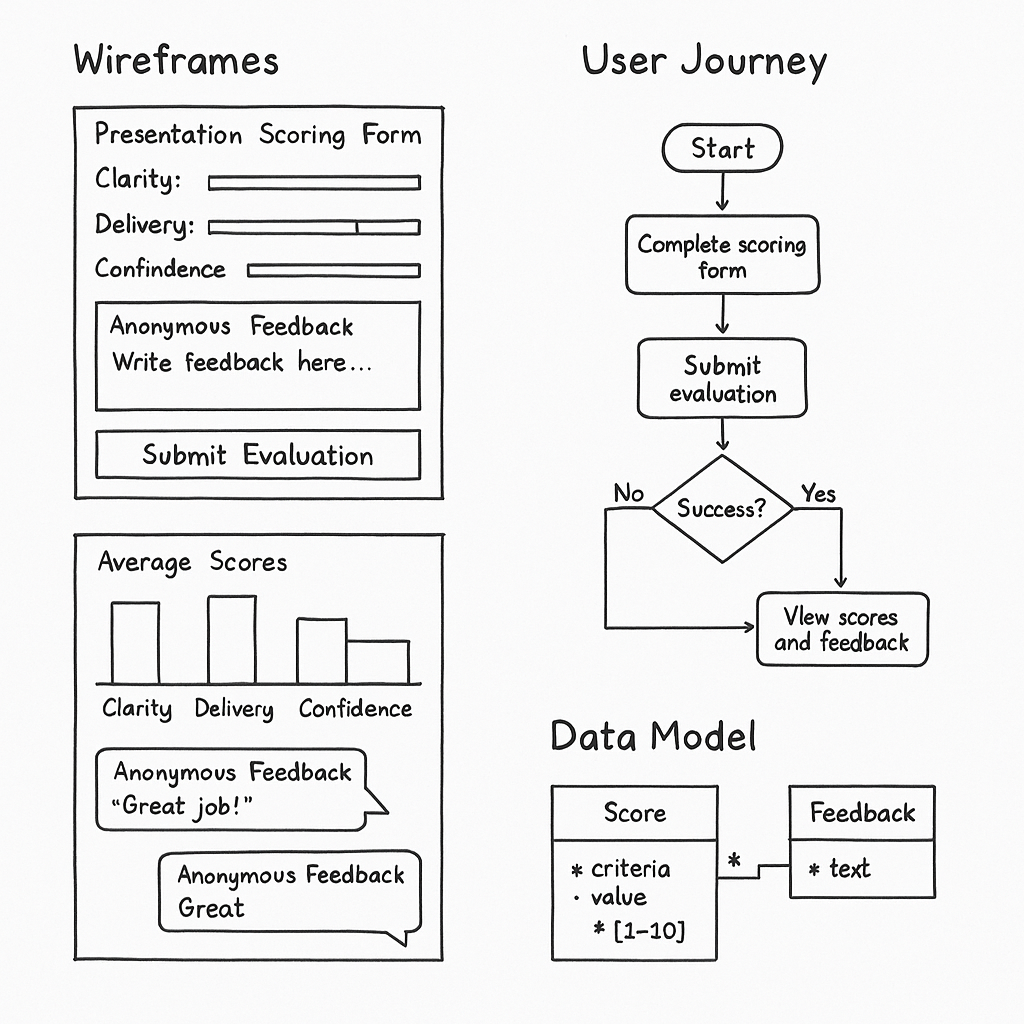 Wireframes
Presentation Scoring Form
Clarity:
Delivery:
Confindence
Anonymous Feedback
Write feedback here...
Submit Evaluation
Average Scores
Clarity Delivery Confidence
Anonymous Feedback
“Great job!”
Anonymous Feedback
Great
User Journey
Start
Complete scoring
form
Submit
evaluation
Success?
No
Yes
VIew scores
and feedback
Data Model
Score
* criteria
· value
* [1–10]
*
Feedback
* text